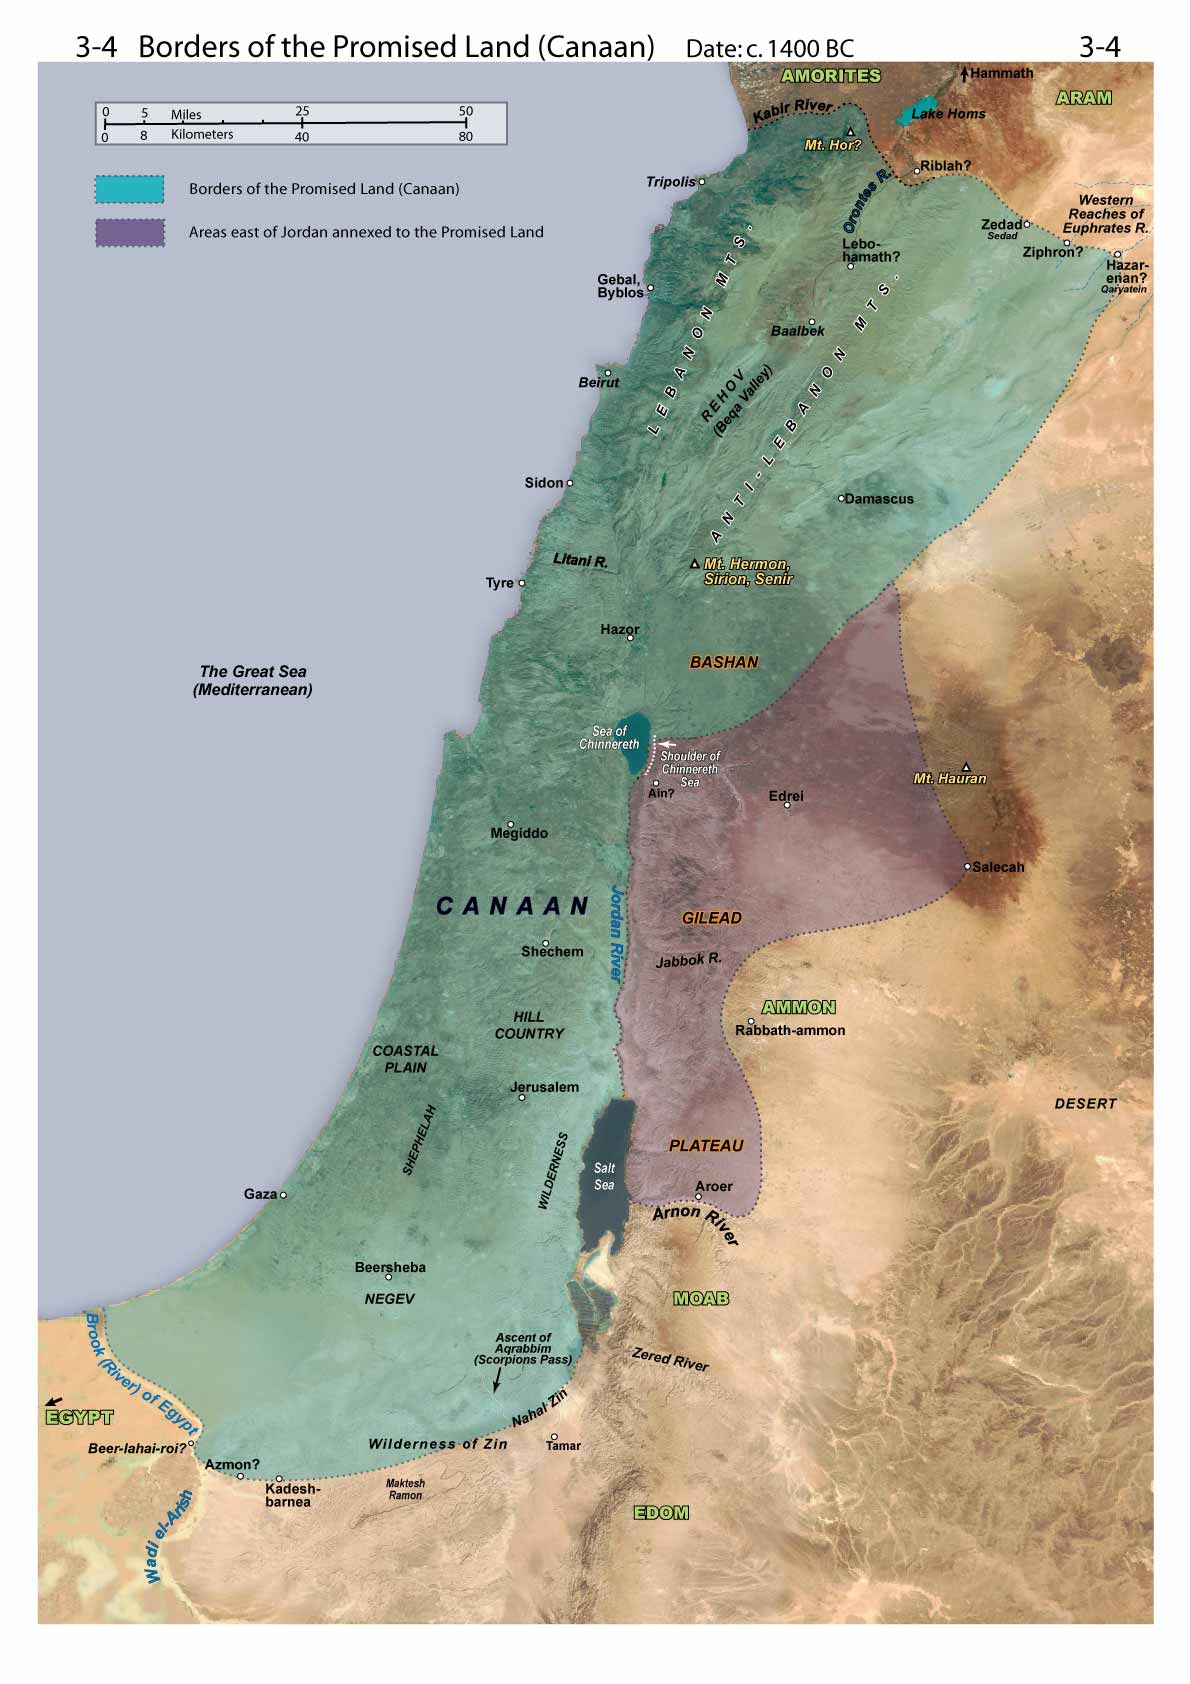 3-4 Borders of the Promised Land (Canaan) Date: c. 1400 BC 3-4
0 5 Miles 25 50
0 8 Kilometers 40 80
Borders of the Promised Land (Canaan)
Areas east of Jordan annexed to the Promised Land
AMORITES
Hammath
ARAM
Kabir River
Lake Homs
Mt. Hor?
Riblah?
Tripolis
Orontes R.
Western
Reaches of
Euphrates R.
Zedad
Sedad
Ziphron?
Lebo-
hamath?
Hazar-
enan?
Qaryatein
Gebal,
Byblos
LEBANON MTS.
Baalbek
ANTI-LEBANON MTS.
REHOV
(Beqa Valley)
Beirut
Sidon
Damascus
Litani R.
Mt. Hermon,
Sirion, Senir
Tyre
Hazor
BASHAN
The Great Sea
(Mediterranean)
Sea of
Chinnereth
Shoulder of
Chinnereth
Sea
Ain?
Mt. Hauran
Edrei
Megiddo
Salecah
CANAAN
Jordan River
GILEAD
Shechem
Jabbok R.
AMMON
Rabbath-ammon
HILL
COUNTRY
COASTAL
PLAIN
Jerusalem
DESERT
SHEPHELAH
WILDERNESS
PLATEAU
Salt
Sea
Aroer
Gaza
Arnon River
Beersheba
NEGEV
MOAB
Brook (River) of Egypt
Ascent of
Aqrabbim
(Scorpions Pass)
Zered River
EGYPT
Nahal Zin
Beer-lahai-roi?
Wilderness of Zin
Tamar
Azmon?
Kadesh-
barnea
Maktesh
Ramon
Wadi el-Arish
EDOM